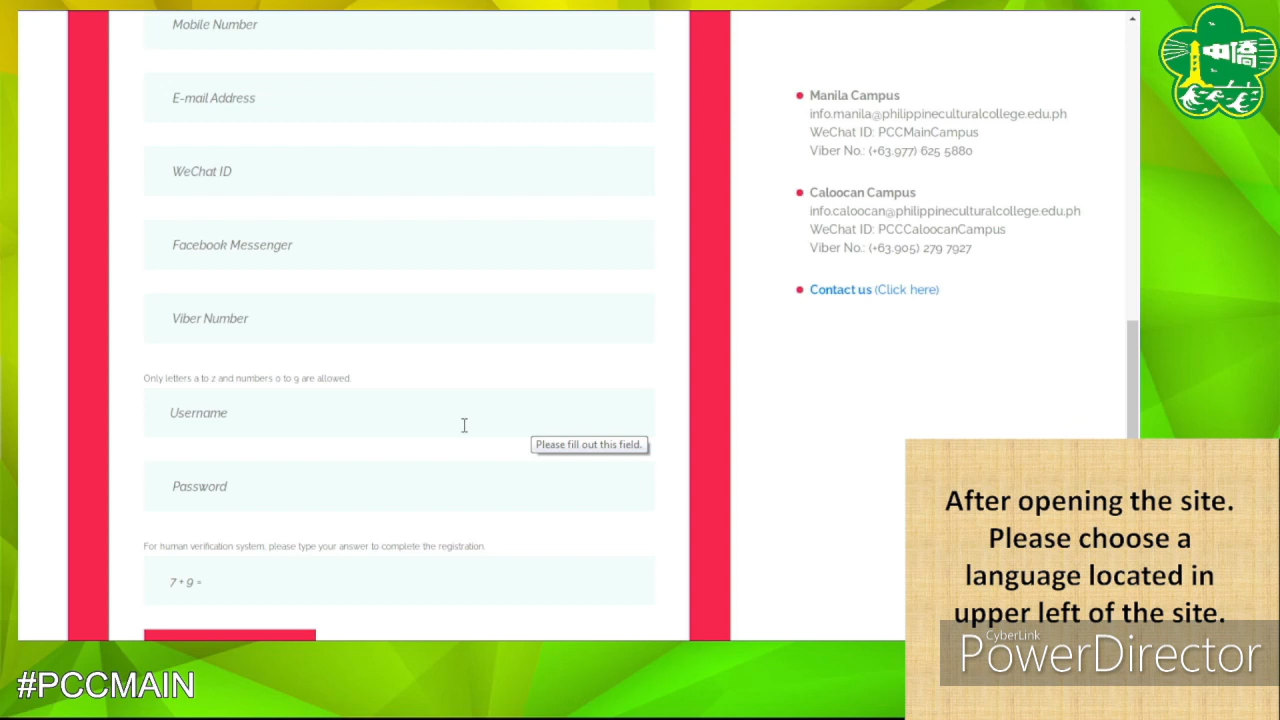 Mobile Number
E-mail Address
WeChat ID
Facebook Messenger
Viber Number
Only letters a to z and numbers 0 to 9 are allowed.
Username
Please fill out this field.
Password
For human verification system, please type your answer to complete the registration.
7 + 9 =
Manila Campus
info.manila@philippineculturalcollege.edu.ph
WeChat ID: PCCMainCampus
Viber No.: (+63.977) 625 5880
Caloocan Campus
info.caloocan@philippineculturalcollege.edu.ph
WeChat ID: PCCCaloocanCampus
Viber No.: (+63.905) 279 7927
Contact us (Click here)
中僑
After opening the site.
Please choose a
language located in
upper left of the site.
CyberLink
PowerDirector
#PCCMAIN